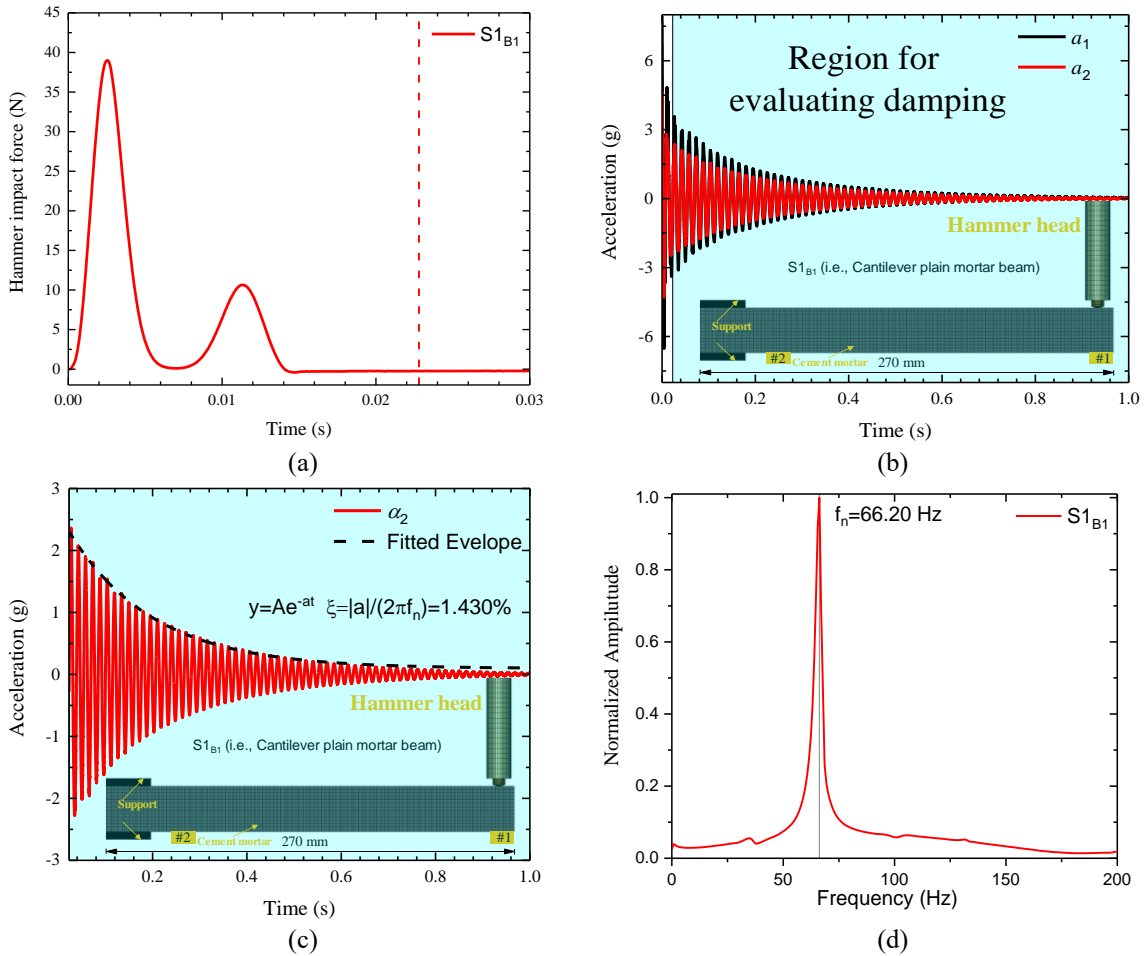 S1B1
45
40
35
30
25
20
15
10
5
0
-5
Hammer impact force (N)
0.00 0.01 0.02 0.03
Time (s)
(a)
Region for
evaluating damping
a1
a2
6
3
0
-3
-6
Acceleration (g)
Hammer head
S1B1 (i.e., Cantilever plain mortar beam)
Support
#2 Cement mortar 270 mm #1
0.0 0.2 0.4 0.6 0.8 1.0
Time (s)
(b)
α2
Fitted Evelope
y=Ae-at ξ=|a|/(2πfn)=1.430%
3
2
1
0
-1
-2
-3
Acceleration (g)
Hammer head
S1B1 (i.e., Cantilever plain mortar beam)
Support
#2 Cement mortar 270 mm #1
0.2 0.4 0.6 0.8 1.0
Time (s)
(c)
fn=66.20 Hz
S1B1
1.0
0.8
0.6
0.4
0.2
0.0
Normalized Ampilutude
0 50 100 150 200
Frequency (Hz)
(d)